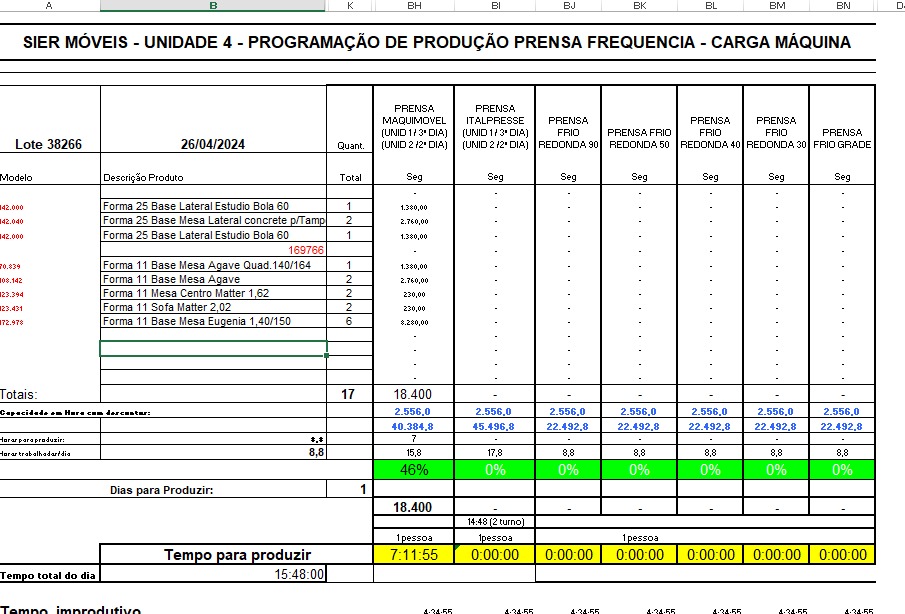 A B K BH BI BJ BK BL BM BN
SIER MÓVEIS - UNIDADE 4 - PROGRAMAÇÃO DE PRODUÇÃO PRENSA FREQUENCIA - CARGA MÁQUINA
Lote 38266 26/04/2024 Quant. PRENSA MAQUIMOVEL (UNID 1 / 3ª DIA) (UNID 2 /2ª DIA) PRENSA ITALPRESSE (UNID 1 / 3ª DIA) (UNID 2 /2ª DIA) PRENSA FRIO REDONDA 90 PRENSA FRIO REDONDA 50 PRENSA FRIO REDONDA 40 PRENSA FRIO REDONDA 30 PRENSA FRIO GRADE
Modelo Descrição Produto Total Seg Seg Seg Seg Seg Seg Seg
- - - - - - -
142.000 Forma 25 Base Lateral Estudio Bola 60 1 1.380,00 - - - - - -
142.040 Forma 25 Base Mesa Lateral concrete p/Tamp 2 2.760,00 - - - - - -
142.000 Forma 25 Base Lateral Estudio Bola 60 1 1.380,00 - - - - - -
169766 - - - - - - -
70.839 Forma 11 Base Mesa Agave Quad.140/164 1 1.380,00 - - - - - -
108.142 Forma 11 Base Mesa Agave 2 2.760,00 - - - - - -
123.394 Forma 11 Mesa Centro Matter 1,62 2 230,00 - - - - - -
123.431 Forma 11 Sofa Matter 2,02 2 230,00 - - - - - -
172.978 Forma 11 Base Mesa Eugenia 1,40/150 6 8.280,00 - - - - - -
- - - - - - -
- - - - - - -
- - - - - - -
- - - - - - -
Totais: 17 18.400 - - - - - -
Capacidade em Hora com descontos: 2.556,0 2.556,0 2.556,0 2.556,0 2.556,0 2.556,0 2.556,0
40.384,8 45.496,8 22.492,8 22.492,8 22.492,8 22.492,8 22.492,8
Horas para produzir: 8,8 7 - - - - - -
Horas trabalhadas/dia 8,8 15,8 17,8 8,8 8,8 8,8 8,8 8,8
46% 0% 0% 0% 0% 0% 0%
Dias para Produzir: 1
18.400 - - - - - -
14:48 (2 turno)
1pessoa 1pessoa 1pessoa
Tempo para produzir 7:11:55 0:00:00 0:00:00 0:00:00 0:00:00 0:00:00 0:00:00
Tempo total do dia 15:48:00
Tempo improdutivo 4:34:55 4:34:55 4:34:55 4:34:55 4:34:55 4:34:55 4:34:55